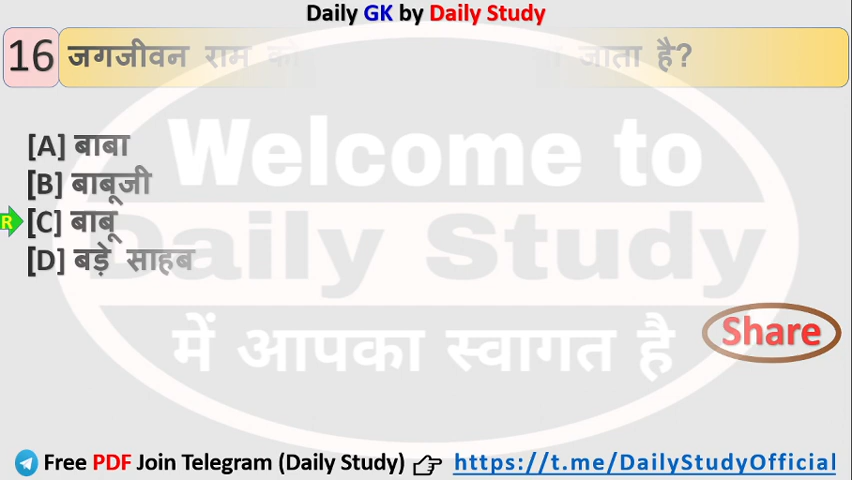 Daily GK by Daily Study
16 जगजीवन राम को जाता है?
[A] बाबा
[B] बाबूजी
R [C] बाबू
[D] बड़े साहब
Welcome to
Daily Study
में आपका स्वागत है
Share
Free PDF Join Telegram (Daily Study) https://t.me/DailyStudyOfficial